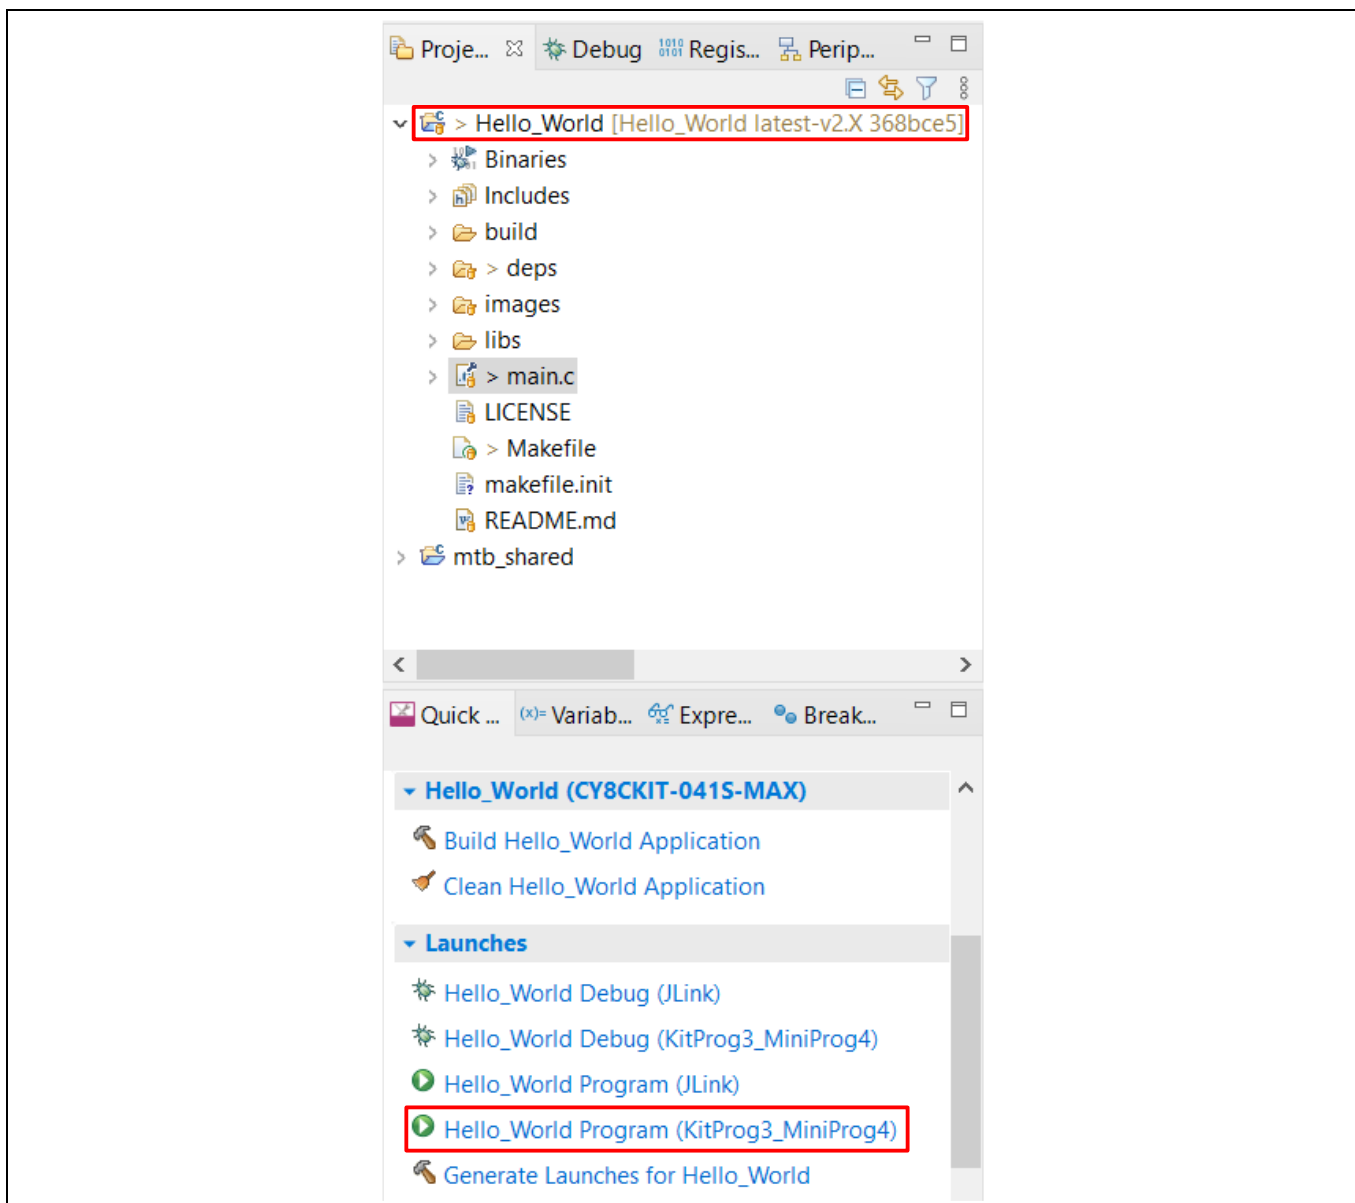 Proje... Debug Regis... Perip...
> Hello_World [Hello_World latest-v2.X 368bce5]
Binaries
Includes
build
> deps
images
libs
> main.c
LICENSE
> Makefile
makefile.init
README.md
mtb_shared
Quick ... (x)= Variab... Expre... Break...
Hello_World (CY8CKIT-041S-MAX)
Build Hello_World Application
Clean Hello_World Application
Launches
Hello_World Debug (JLink)
Hello_World Debug (KitProg3_MiniProg4)
Hello_World Program (JLink)
Hello_World Program (KitProg3_MiniProg4)
Generate Launches for Hello_World